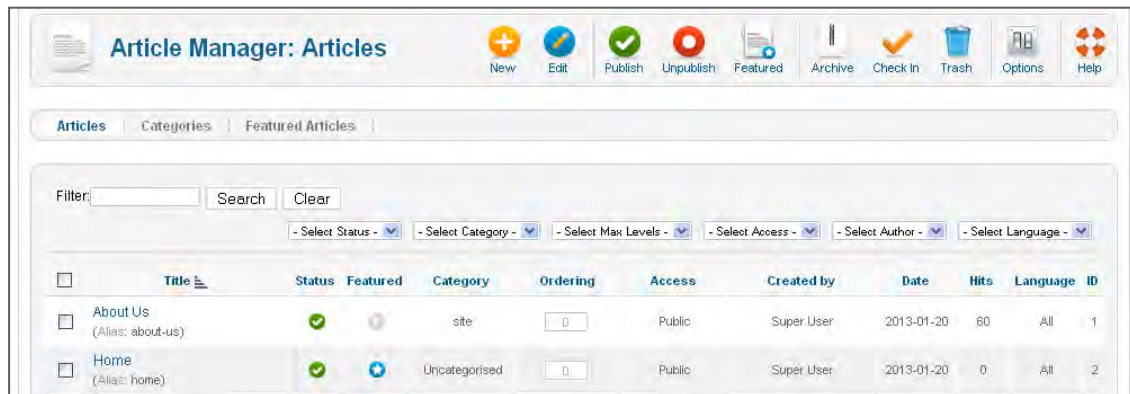 Article Manager: Articles
New Edit Publish Unpublish Featured Archive Check In Trash Options Help
Articles Categories Featured Articles
Filter: Search Clear
- Select Status - - Select Category - - Select Max Levels - - Select Access - - Select Author - - Select Language -
Title Status Featured Category Ordering Access Created by Date Hits Language ID
About Us
(Alias: about-us) site 0 Public Super User 2013-01-20 60 All 1
Home
(Alias: home) Uncategorised 0 Public Super User 2013-01-20 0 All 2